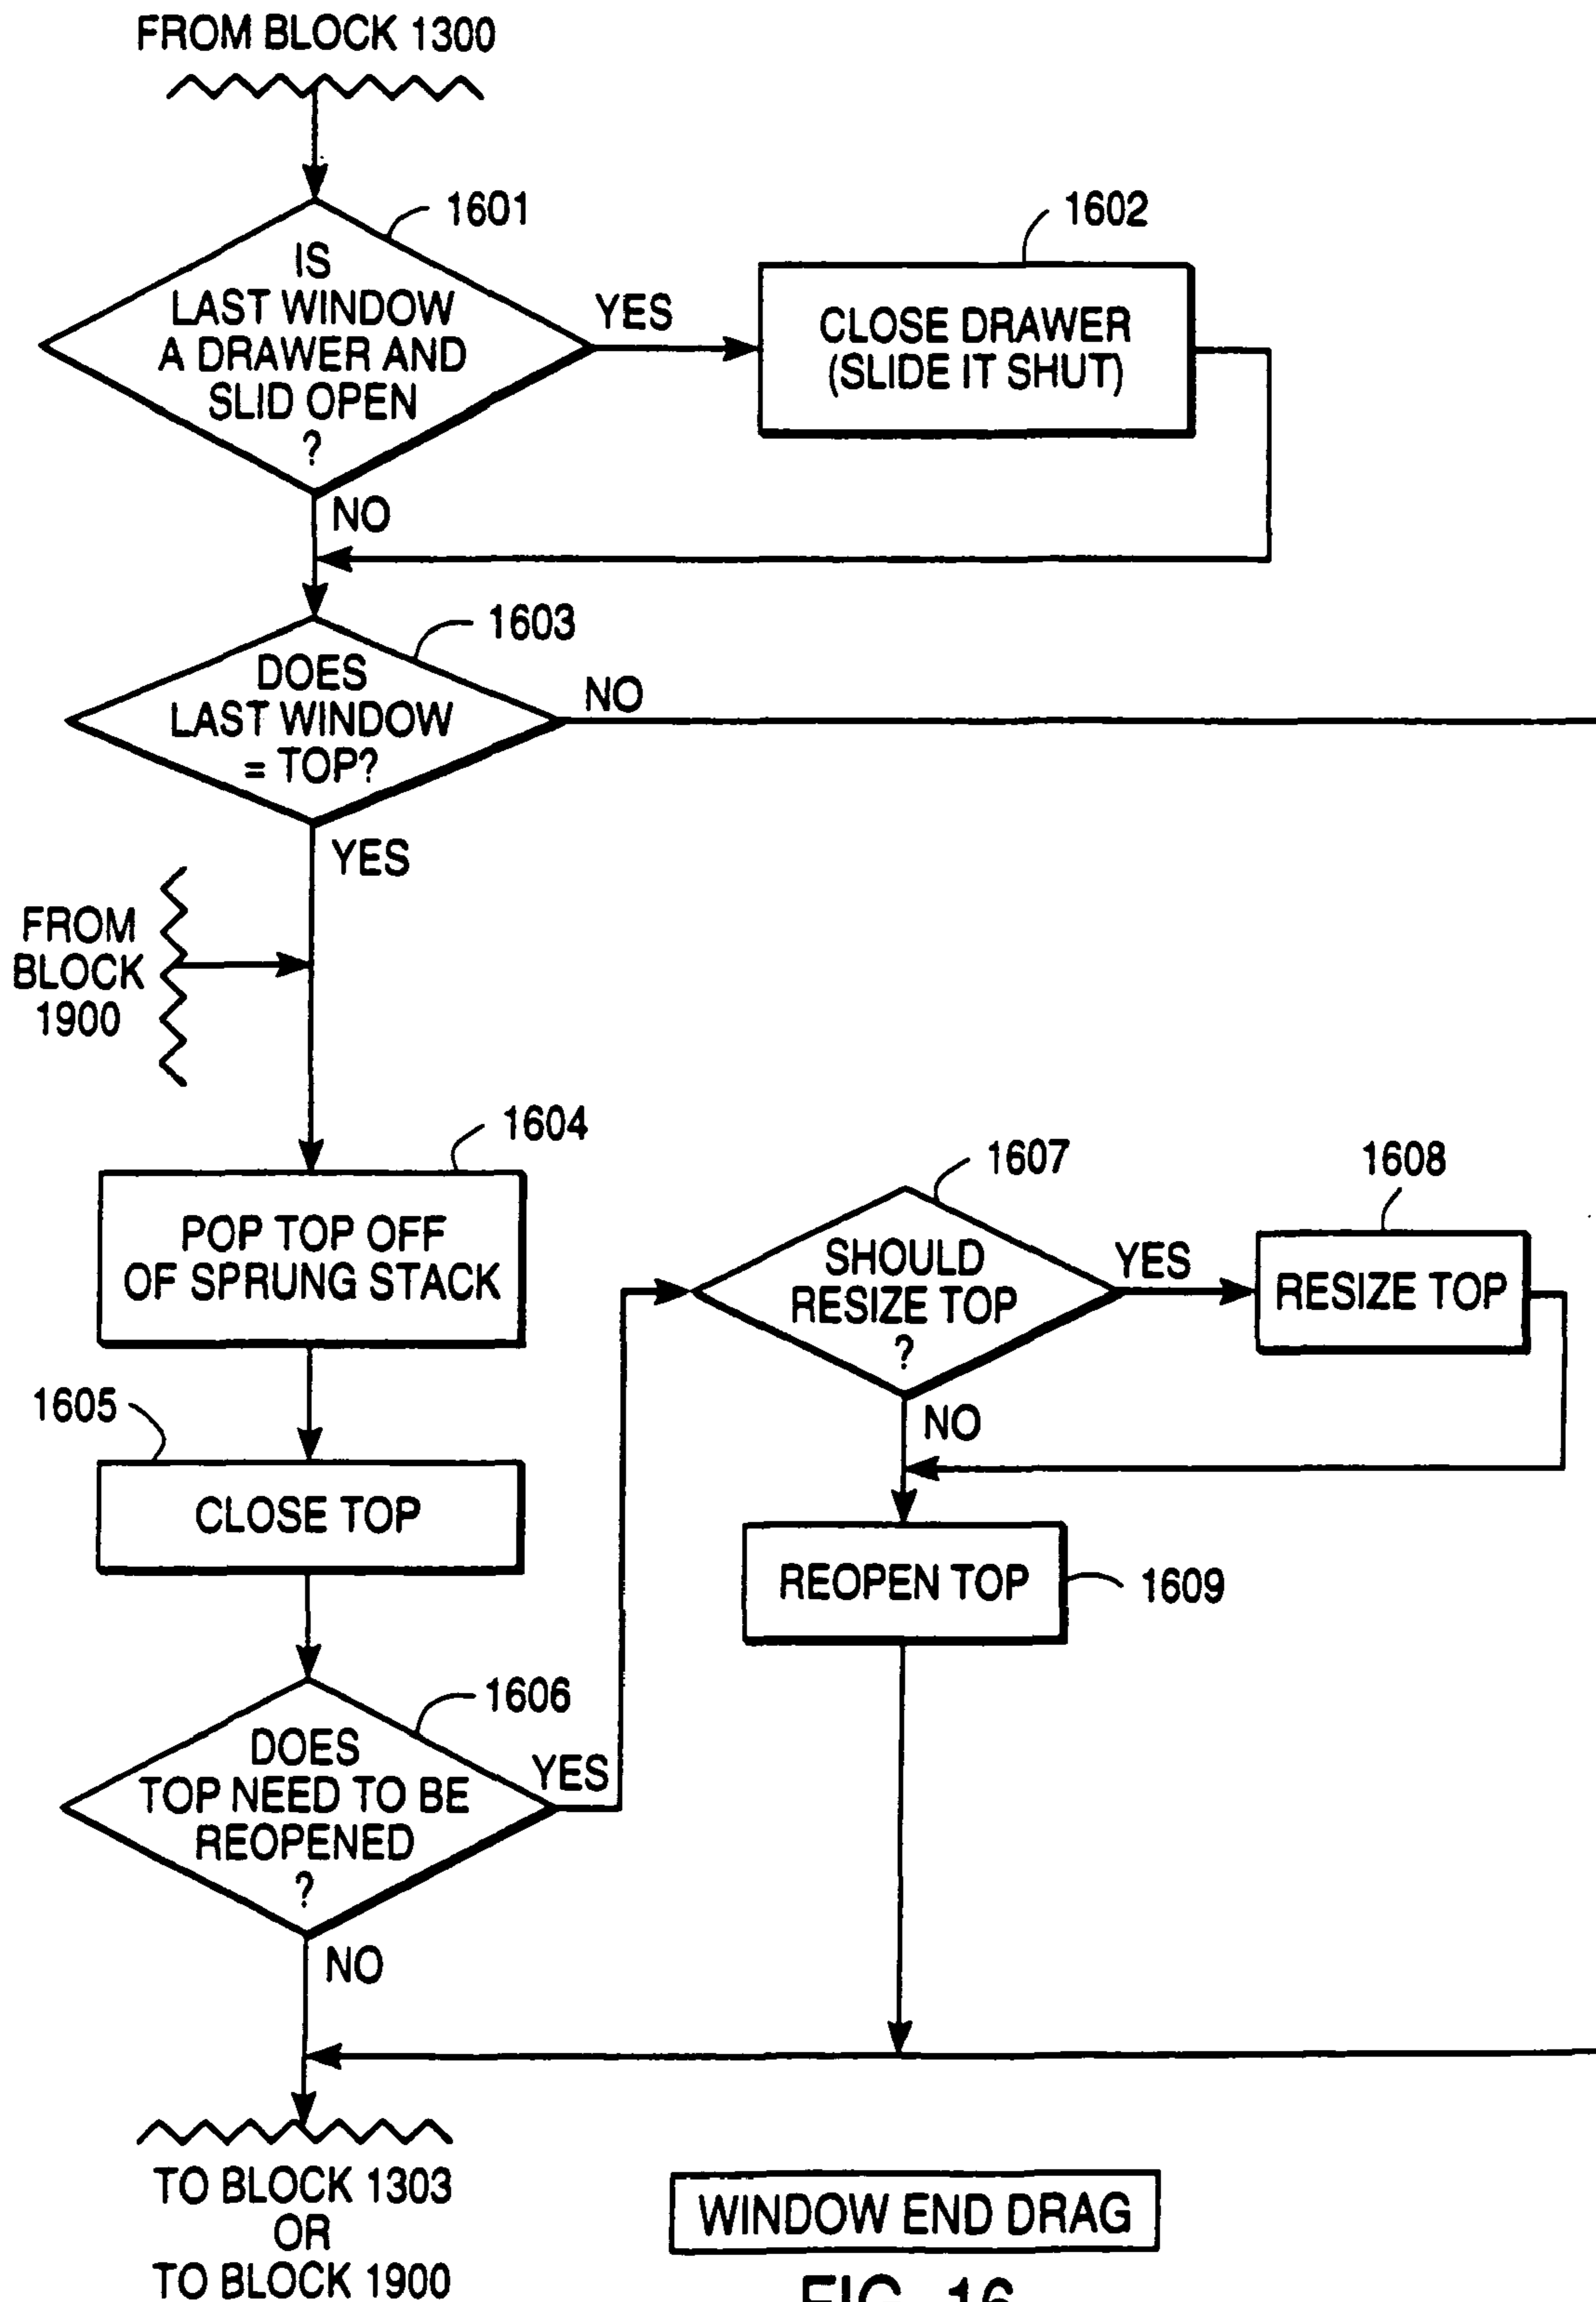 FROM BLOCK 1300
1601
IS
LAST WINDOW
A DRAWER AND
SLID OPEN
?
YES
NO
1602
CLOSE DRAWER
(SLIDE IT SHUT)
1603
DOES
LAST WINDOW
= TOP?
NO
YES
FROM
BLOCK
1900
1604
POP TOP OFF
OF SPRUNG STACK
1605
CLOSE TOP
1606
DOES
TOP NEED TO BE
REOPENED
?
YES
NO
1607
SHOULD
RESIZE TOP
?
YES
NO
1608
RESIZE TOP
REOPEN TOP
1609
TO BLOCK 1303
OR
TO BLOCK 1900
WINDOW END DRAG
FIG. 16